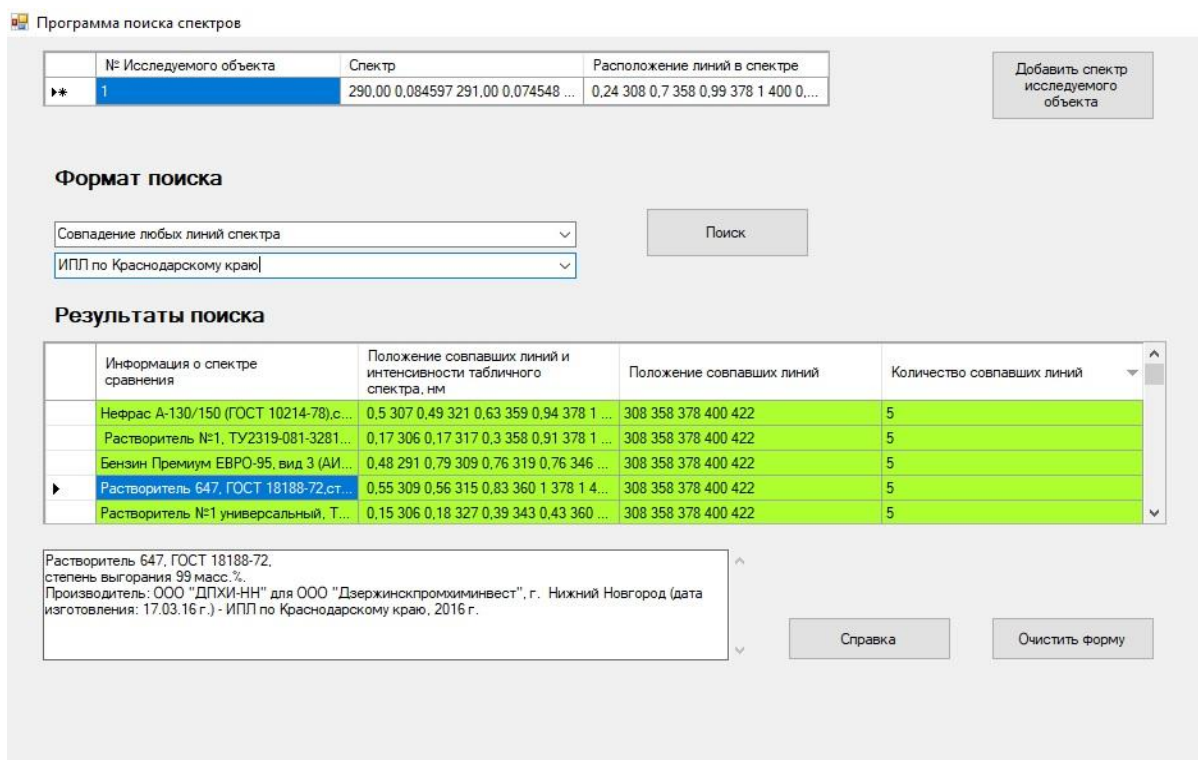 Программа поиска спектров
№ Исследуемого объекта Спектр Расположение линий в спектре
1 290,00 0,084597 291,00 0,074548 ... 0,24 308 0,7 358 0,99 378 1 400 0,...
Добавить спектр
исследуемого
объекта
Формат поиска
Совпадение любых линий спектра
Поиск
ИПЛ по Краснодарскому краю
Результаты поиска
Информация о спектре
сравнения
Положение совпавших линий и
интенсивности табличного
спектра, нм
Положение совпавших линий
Количество совпавших линий
Нефрас А-130/150 (ГОСТ 10214-78),с... 0,5 307 0,49 321 0,63 359 0,94 378 1 ... 308 358 378 400 422 5
Растворитель №1, ТУ2319-081-3281... 0,17 306 0,17 317 0,3 358 0,91 378 1 ... 308 358 378 400 422 5
Бензин Премиум ЕВРО-95, вид 3 (АИ... 0,48 291 0,79 309 0,76 319 0,76 346 ... 308 358 378 400 422 5
Растворитель 647, ГОСТ 18188-72,ст... 0,55 309 0,56 315 0,83 360 1 378 1 4... 308 358 378 400 422 5
Растворитель №1 универсальный, Т... 0,15 306 0,18 327 0,39 343 0,43 360 ... 308 358 378 400 422 5
Растворитель 647, ГОСТ 18188-72,
степень выгорания 99 масс.%.
Производитель: ООО "ДПХИ-НН" для ООО "Дзержинскпромхиминвест", г. Нижний Новгород (дата
изготовления: 17.03.16 г.) - ИПЛ по Краснодарскому краю, 2016 г.
Справка
Очистить форму